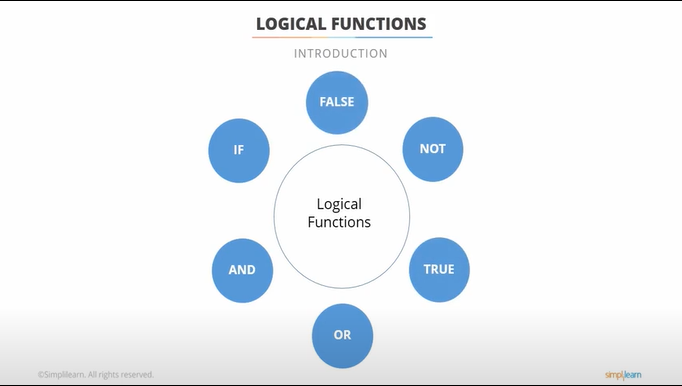 LOGICAL FUNCTIONS
INTRODUCTION
FALSE
IF
NOT
Logical
Functions
AND
TRUE
OR
©Simplilearn. All rights reserved.
simplilearn